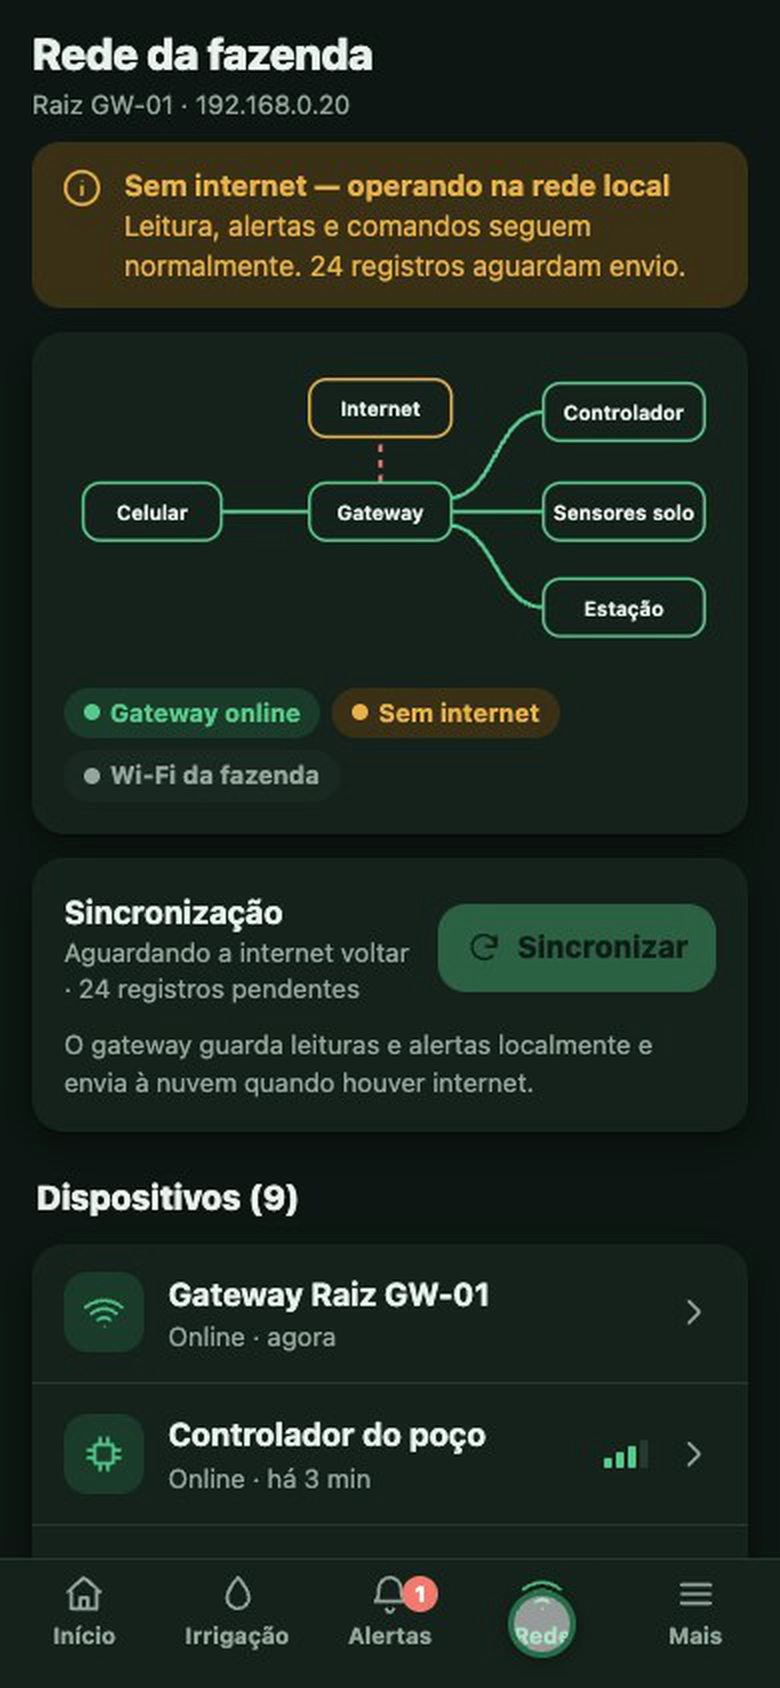 Rede da fazenda
Raiz GW-01 · 192.168.0.20
Sem internet — operando na rede local
Leitura, alertas e comandos seguem
normalmente. 24 registros aguardam envio.
Internet
Controlador
Celular
Gateway
Sensores solo
Estação
Gateway online
Sem internet
Wi-Fi da fazenda
Sincronização
Aguardando a internet voltar
· 24 registros pendentes
Sincronizar
O gateway guarda leituras e alertas localmente e
envia à nuvem quando houver internet.
Dispositivos (9)
Gateway Raiz GW-01
Online · agora
Controlador do poço
Online · há 3 min
1
Início
Irrigação
Alertas
Rede
Mais